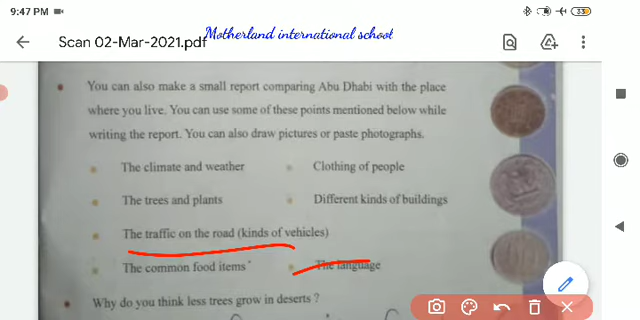 9:47 PM
33
Scan 02-Mar-2021.pdf
Motherland international school
You can also make a small report comparing Abu Dhabi with the place
where you live. You can use some of these points mentioned below while
writing the report. You can also draw pictures or paste photographs.
The climate and weather
Clothing of people
The trees and plants
Different kinds of buildings
The traffic on the road (kinds of vehicles)
The common food items
The language
Why do you think less trees grow in deserts ?